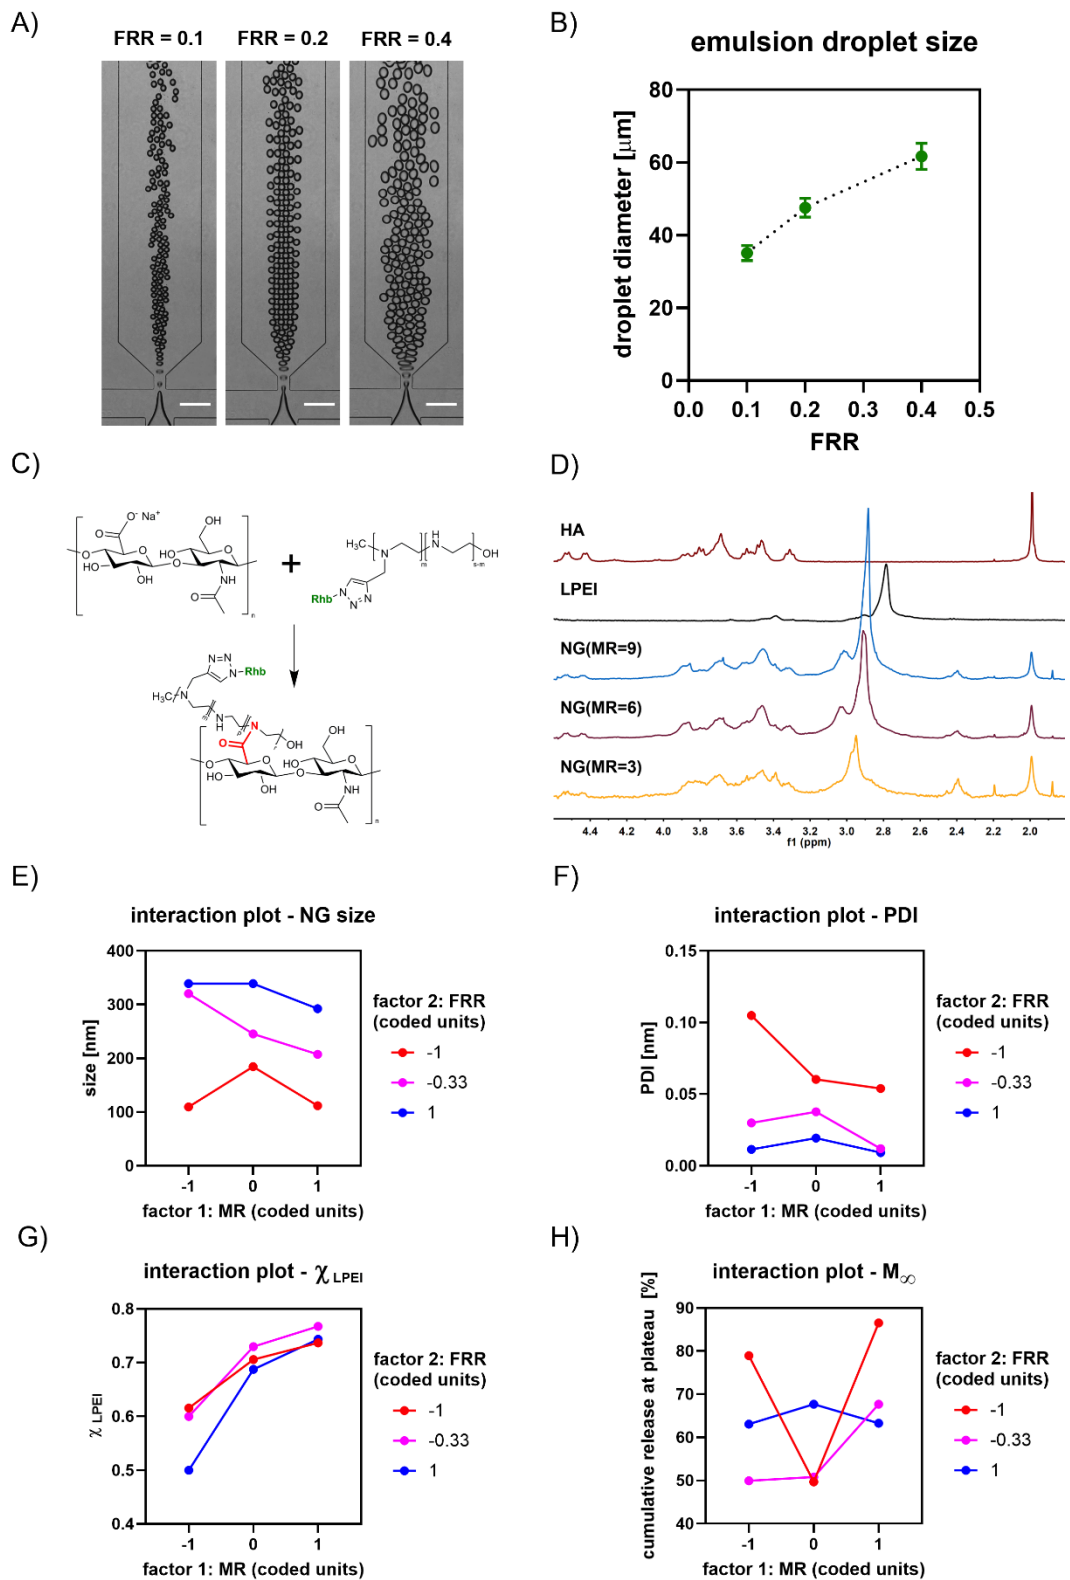 A)
FRR = 0.1 FRR = 0.2 FRR = 0.4
B)
emulsion droplet size
droplet diameter [μm]
80
60
40
20
0
0.0 0.1 0.2 0.3 0.4 0.5
FRR
C)
O⁻ Na⁺
O
OH
O
O
HO
OH
O
HO
O
NH
O
n
+
H₃C
N
m
H
N
s-m
OH
N
N=N
Rhb
N=N
N
Rhb
H₃C
N
NH
N
OH
O
OH
O
O
HO
OH
O
HO
O
NH
O
n
D)
HA
LPEI
NG(MR=9)
NG(MR=6)
NG(MR=3)
4.4 4.2 4.0 3.8 3.6 3.4 3.2 3.0 2.8 2.6 2.4 2.2 2.0
f1 (ppm)
E)
interaction plot - NG size
size [nm]
400
300
200
100
0
-1 0 1
factor 1: MR (coded units)
factor 2: FRR
(coded units)
-1
-0.33
1
F)
interaction plot - PDI
PDI [nm]
0.15
0.10
0.05
0.00
-1 0 1
factor 1: MR (coded units)
factor 2: FRR
(coded units)
-1
-0.33
1
G)
interaction plot - χ LPEI
χ LPEI
0.8
0.7
0.6
0.5
0.4
-1 0 1
factor 1: MR (coded units)
factor 2: FRR
(coded units)
-1
-0.33
1
H)
interaction plot - M∞
cumulative release at plateau [%]
90
80
70
60
50
40
-1 0 1
factor 1: MR (coded units)
factor 2: FRR
(coded units)
-1
-0.33
1